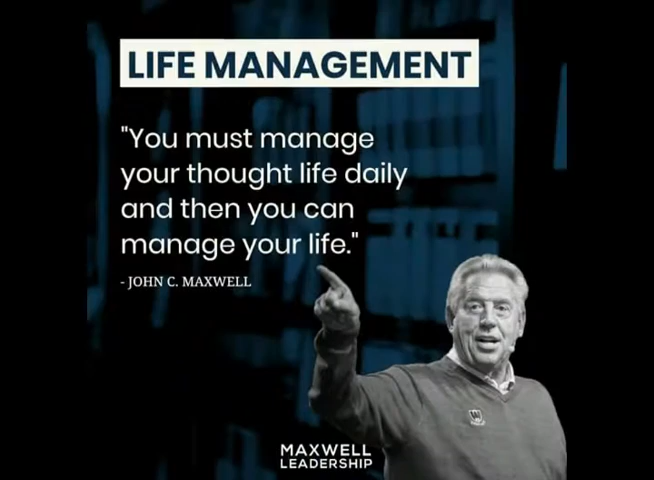 LIFE MANAGEMENT
"You must manage
your thought life daily
and then you can
manage your life."
- JOHN C. MAXWELL
MAXWELL
LEADERSHIP